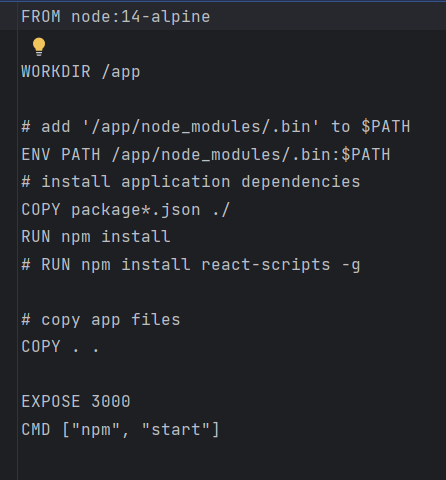 FROM node:14-alpine
WORKDIR /app
# add '/app/node_modules/.bin' to $PATH
ENV PATH /app/node_modules/.bin:$PATH
# install application dependencies
COPY package*.json ./
RUN npm install
# RUN npm install react-scripts -g
# copy app files
COPY . .
EXPOSE 3000
CMD ["npm", "start"]